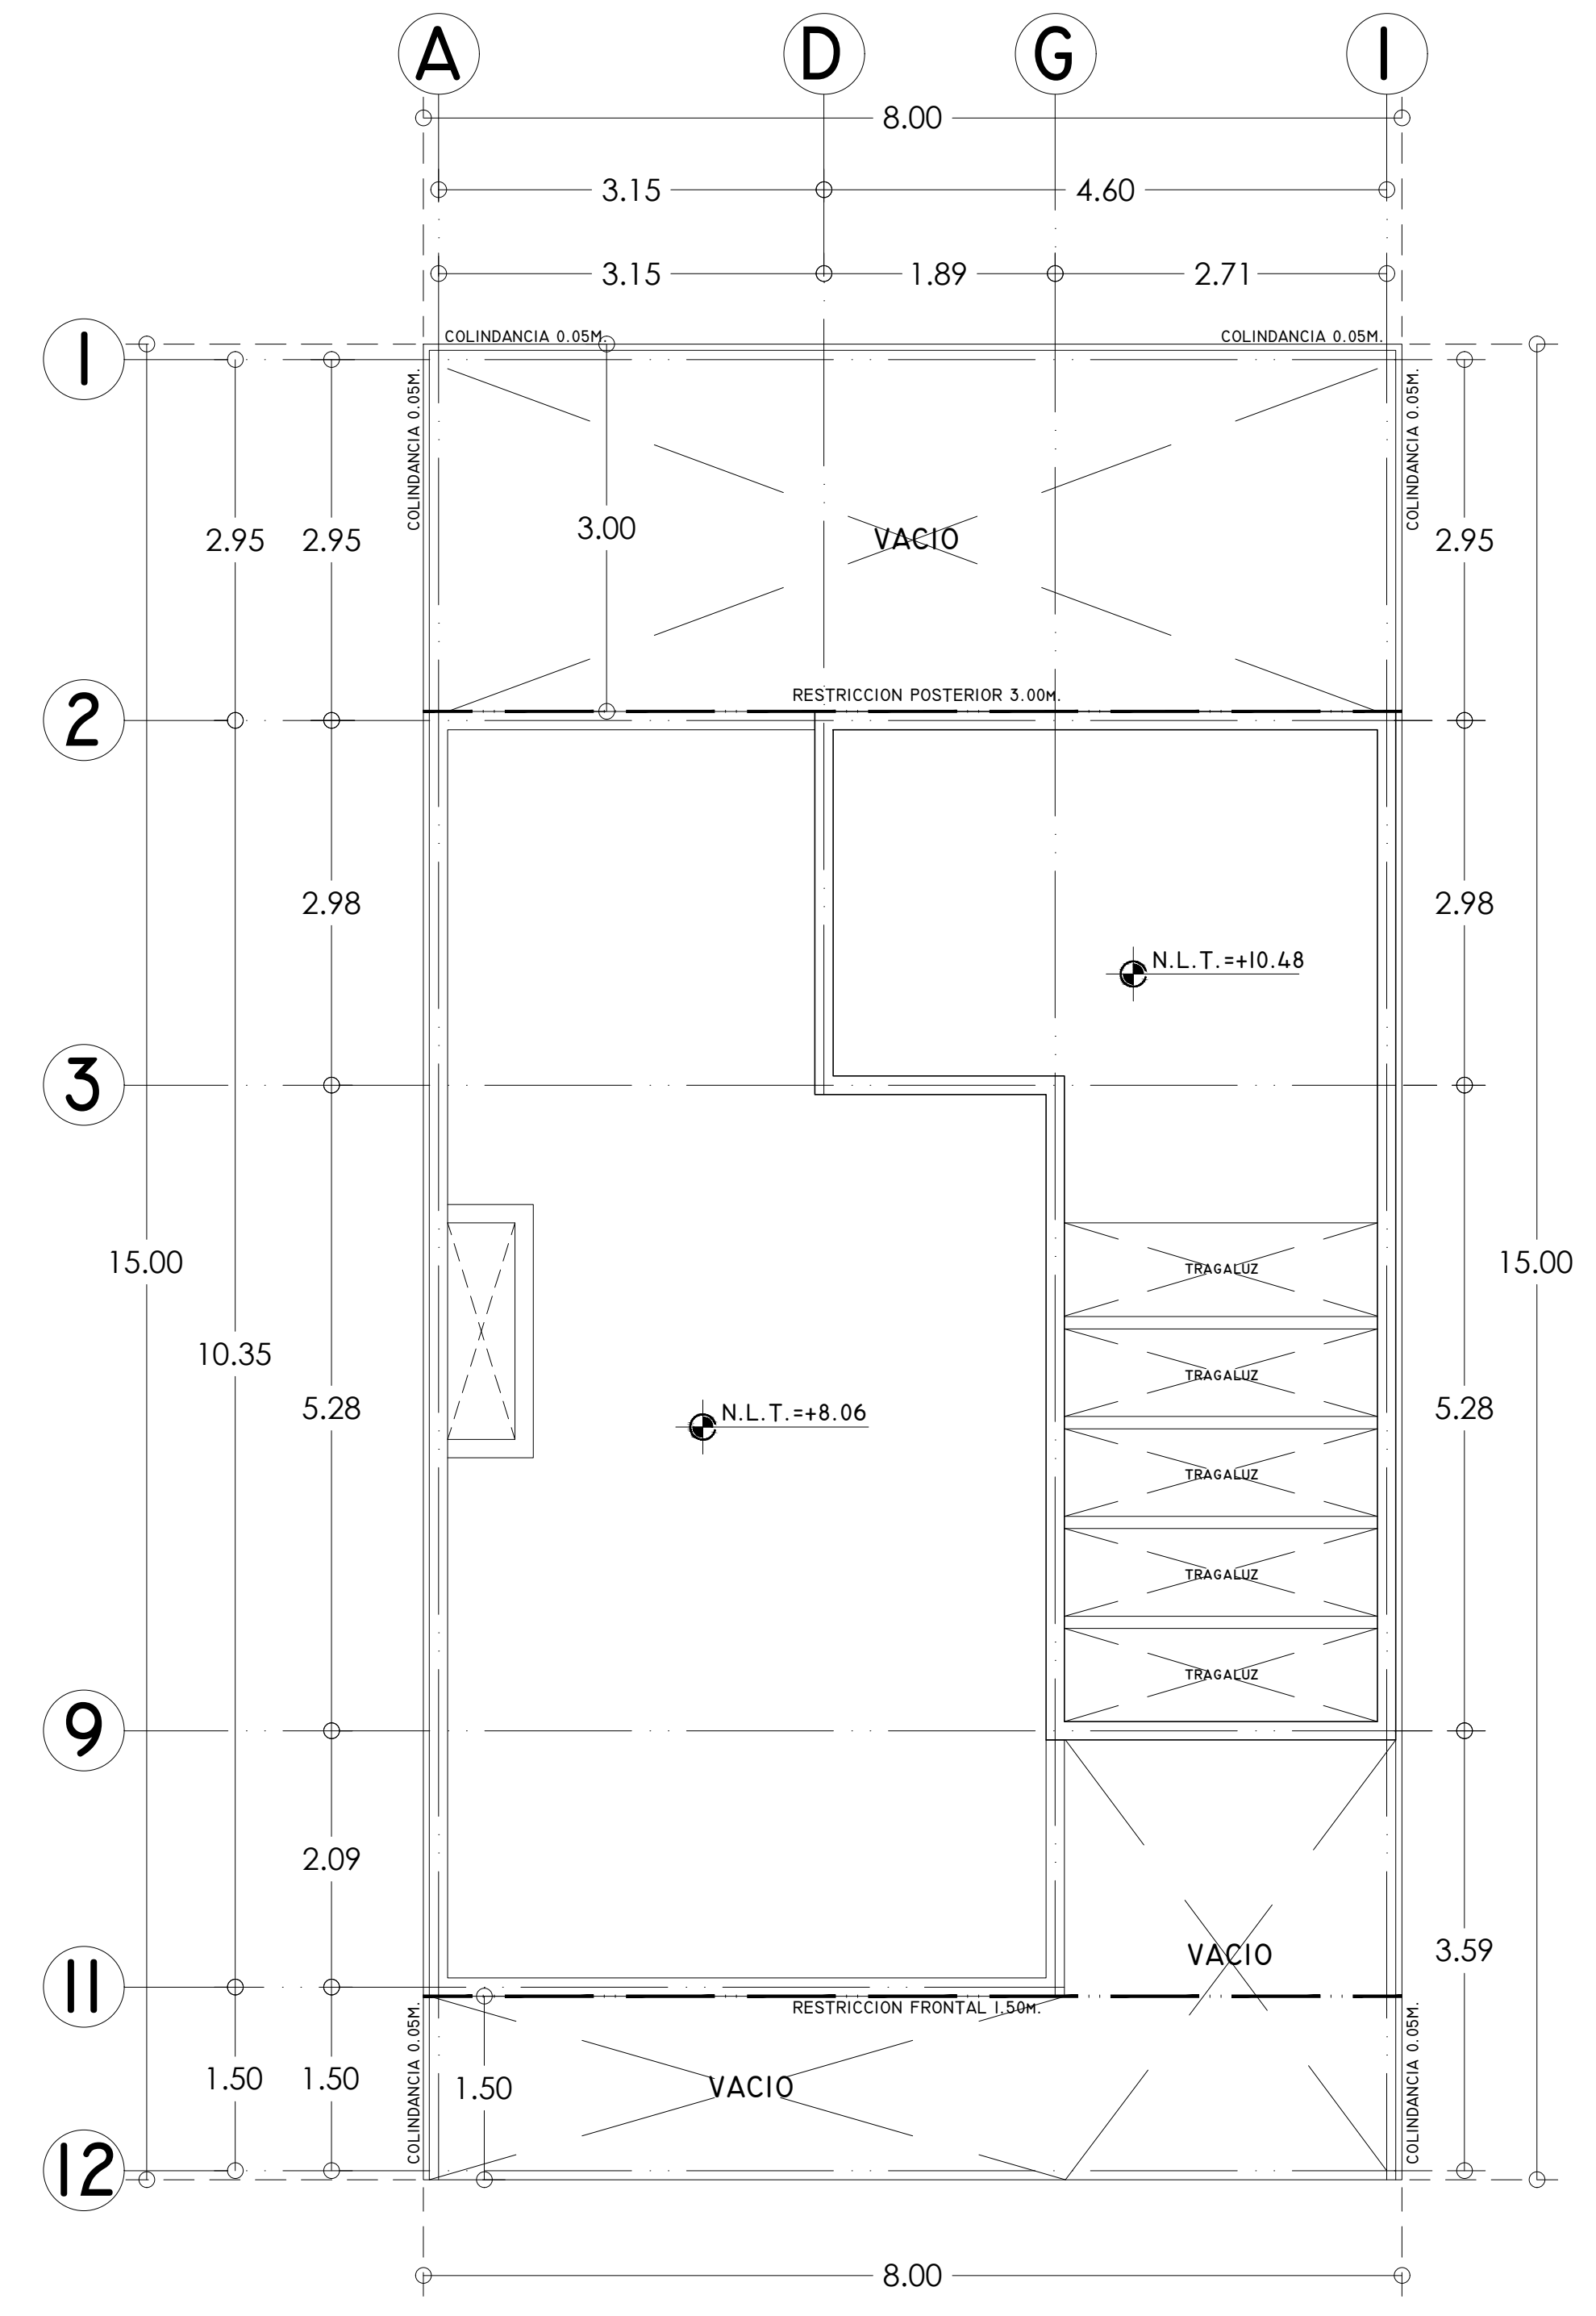 A D G I
8.00
3.15 4.60
3.15 1.89 2.71
COLINDANCIA 0.05M. COLINDANCIA 0.05M.
1
COLINDANCIA 0.05M. COLINDANCIA 0.05M.
2.95 2.95 3.00 VACIO 2.95
RESTRICCION POSTERIOR 3.00M.
2
2.98 2.98
N.L.T.=+10.48
3
15.00 15.00
TRAGALUZ
10.35
TRAGALUZ
5.28 5.28
N.L.T.=+8.06
TRAGALUZ
TRAGALUZ
TRAGALUZ
9
2.09
VACIO 3.59
11
RESTRICCION FRONTAL 1.50M.
COLINDANCIA 0.05M. COLINDANCIA 0.05M.
1.50 1.50 1.50 VACIO
12
8.00